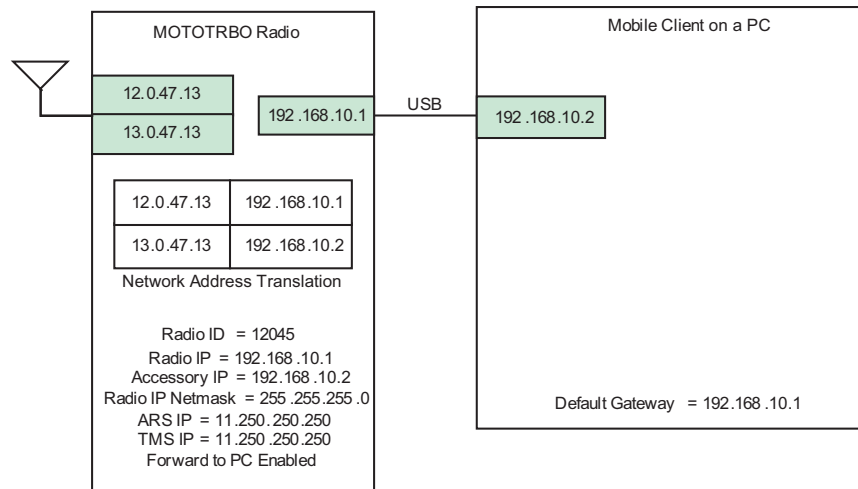 MOTOTRBO Radio
Mobile Client on a PC
12.0.47.13
13.0.47.13
192.168.10.1
USB
192.168.10.2
12.0.47.13 192.168.10.1
13.0.47.13 192.168.10.2
Network Address Translation
Radio ID = 12045
Radio IP = 192.168.10.1
Accessory IP = 192.168.10.2
Radio IP Netmask = 255.255.255.0
ARS IP = 11.250.250.250
TMS IP = 11.250.250.250
Forward to PC Enabled
Default Gateway = 192.168.10.1